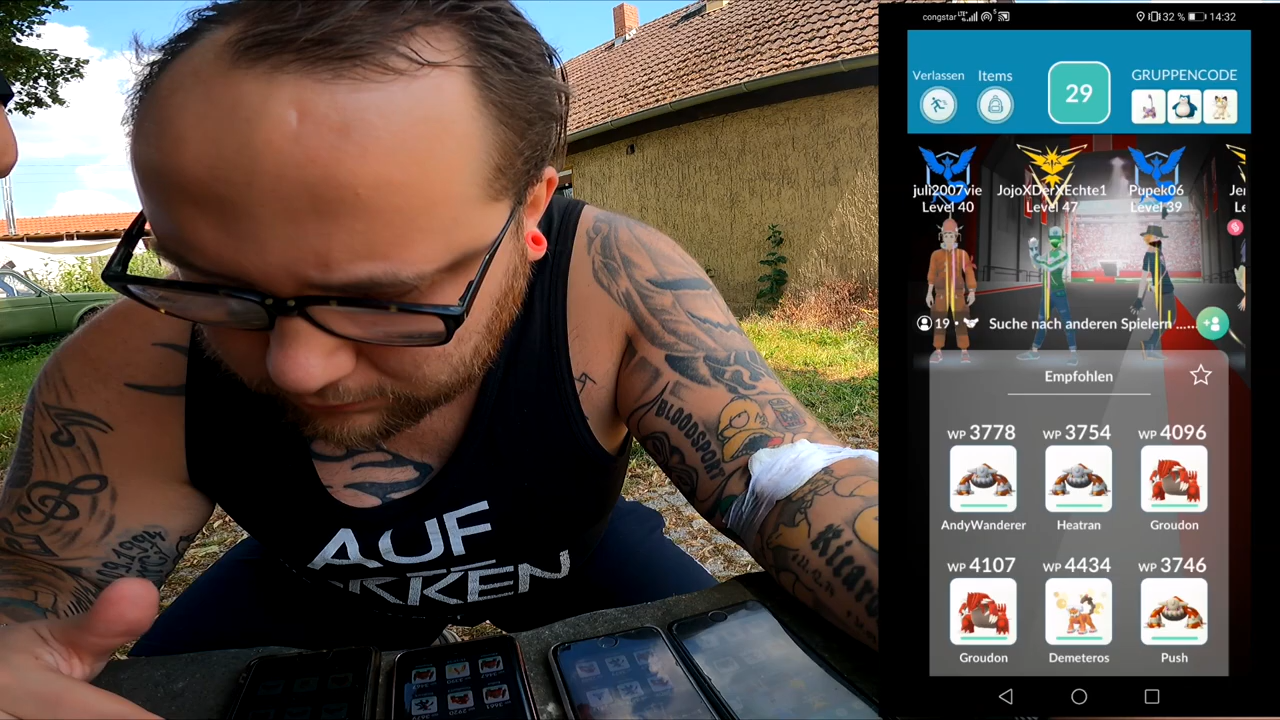 congstar 32 % 14:32
Verlassen Items 29 GRUPPENCODE
juli2007vie JojoXDerXEchte1 Pupek06
Level 40 Level 47 Level 39
19 • Suche nach anderen Spielern ......
Empfohlen
WP 3778 WP 3754 WP 4096
AndyWanderer Heatran Groudon
WP 4107 WP 4434 WP 3746
Groudon Demeteros Push
BLOODSPORT
AUF